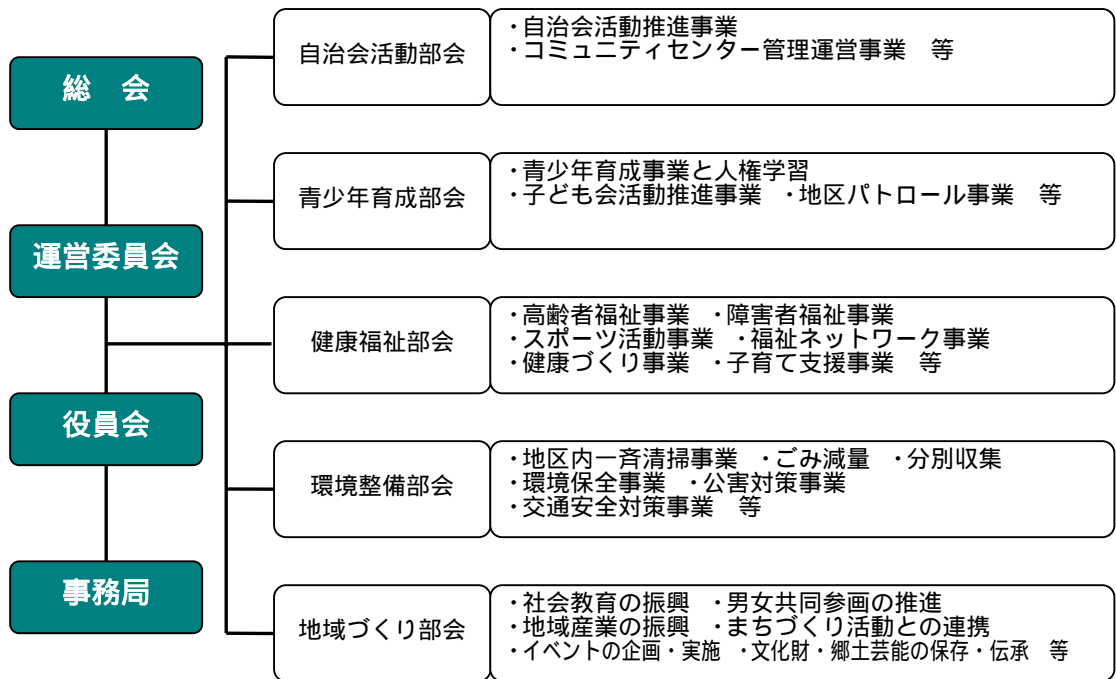 総　会
運営委員会
役員会
事務局
自治会活動部会
・自治会活動推進事業
・コミュニティセンター管理運営事業　等
青少年育成部会
・青少年育成事業と人権学習
・子ども会活動推進事業　・地区パトロール事業　等
健康福祉部会
・高齢者福祉事業　・障害者福祉事業
・スポーツ活動事業　・福祉ネットワーク事業
・健康づくり事業　・子育て支援事業　等
環境整備部会
・地区内一斉清掃事業　・ごみ減量　・分別収集
・環境保全事業　・公害対策事業
・交通安全対策事業　等
地域づくり部会
・社会教育の振興　・男女共同参画の推進
・地域産業の振興　・まちづくり活動との連携
・イベントの企画・実施　・文化財・郷土芸能の保存・伝承　等